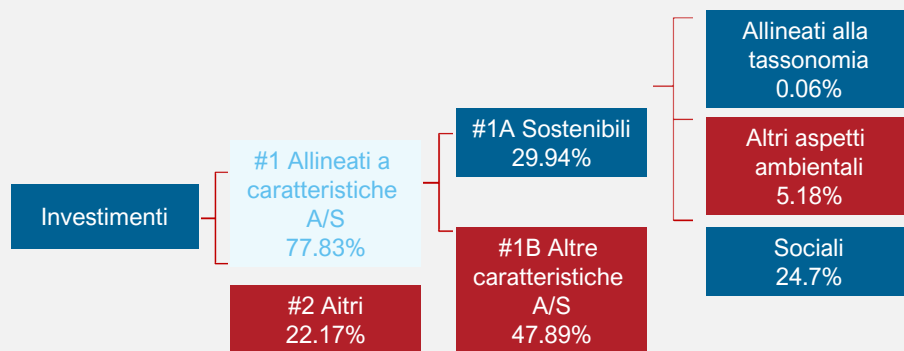 Investimenti
#1 Allineati a
caratteristiche
A/S
77.83%
#2 Aitri
22.17%
#1A Sostenibili
29.94%
#1B Altre
caratteristiche
A/S
47.89%
Allineati alla
tassonomia
0.06%
Altri aspetti
ambientali
5.18%
Sociali
24.7%